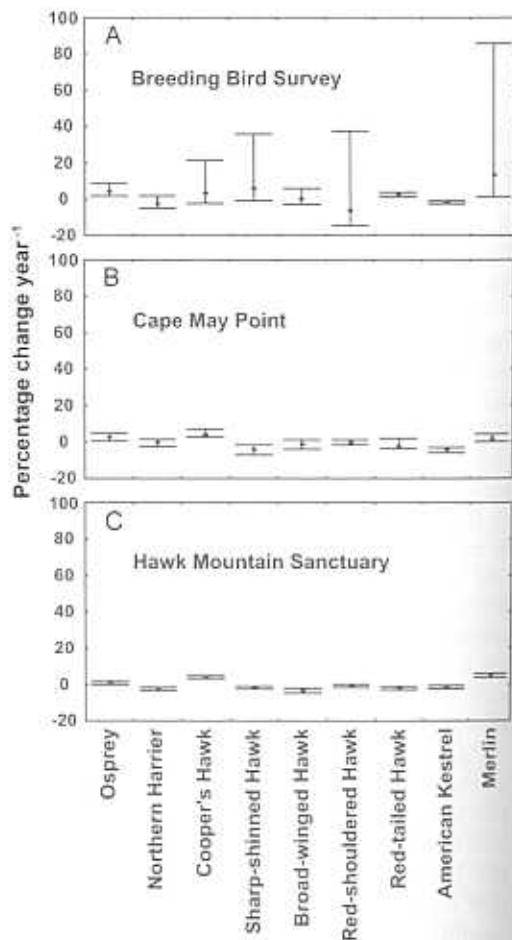 Percentage change year⁻¹
A
Breeding Bird Survey
100
80
60
40
20
0
-20
B
Cape May Point
100
80
60
40
20
0
-20
C
Hawk Mountain Sanctuary
100
80
60
40
20
0
-20
Osprey
Northern Harrier
Cooper's Hawk
Sharp-shinned Hawk
Broad-winged Hawk
Red-shouldered Hawk
Red-tailed Hawk
American Kestrel
Merlin